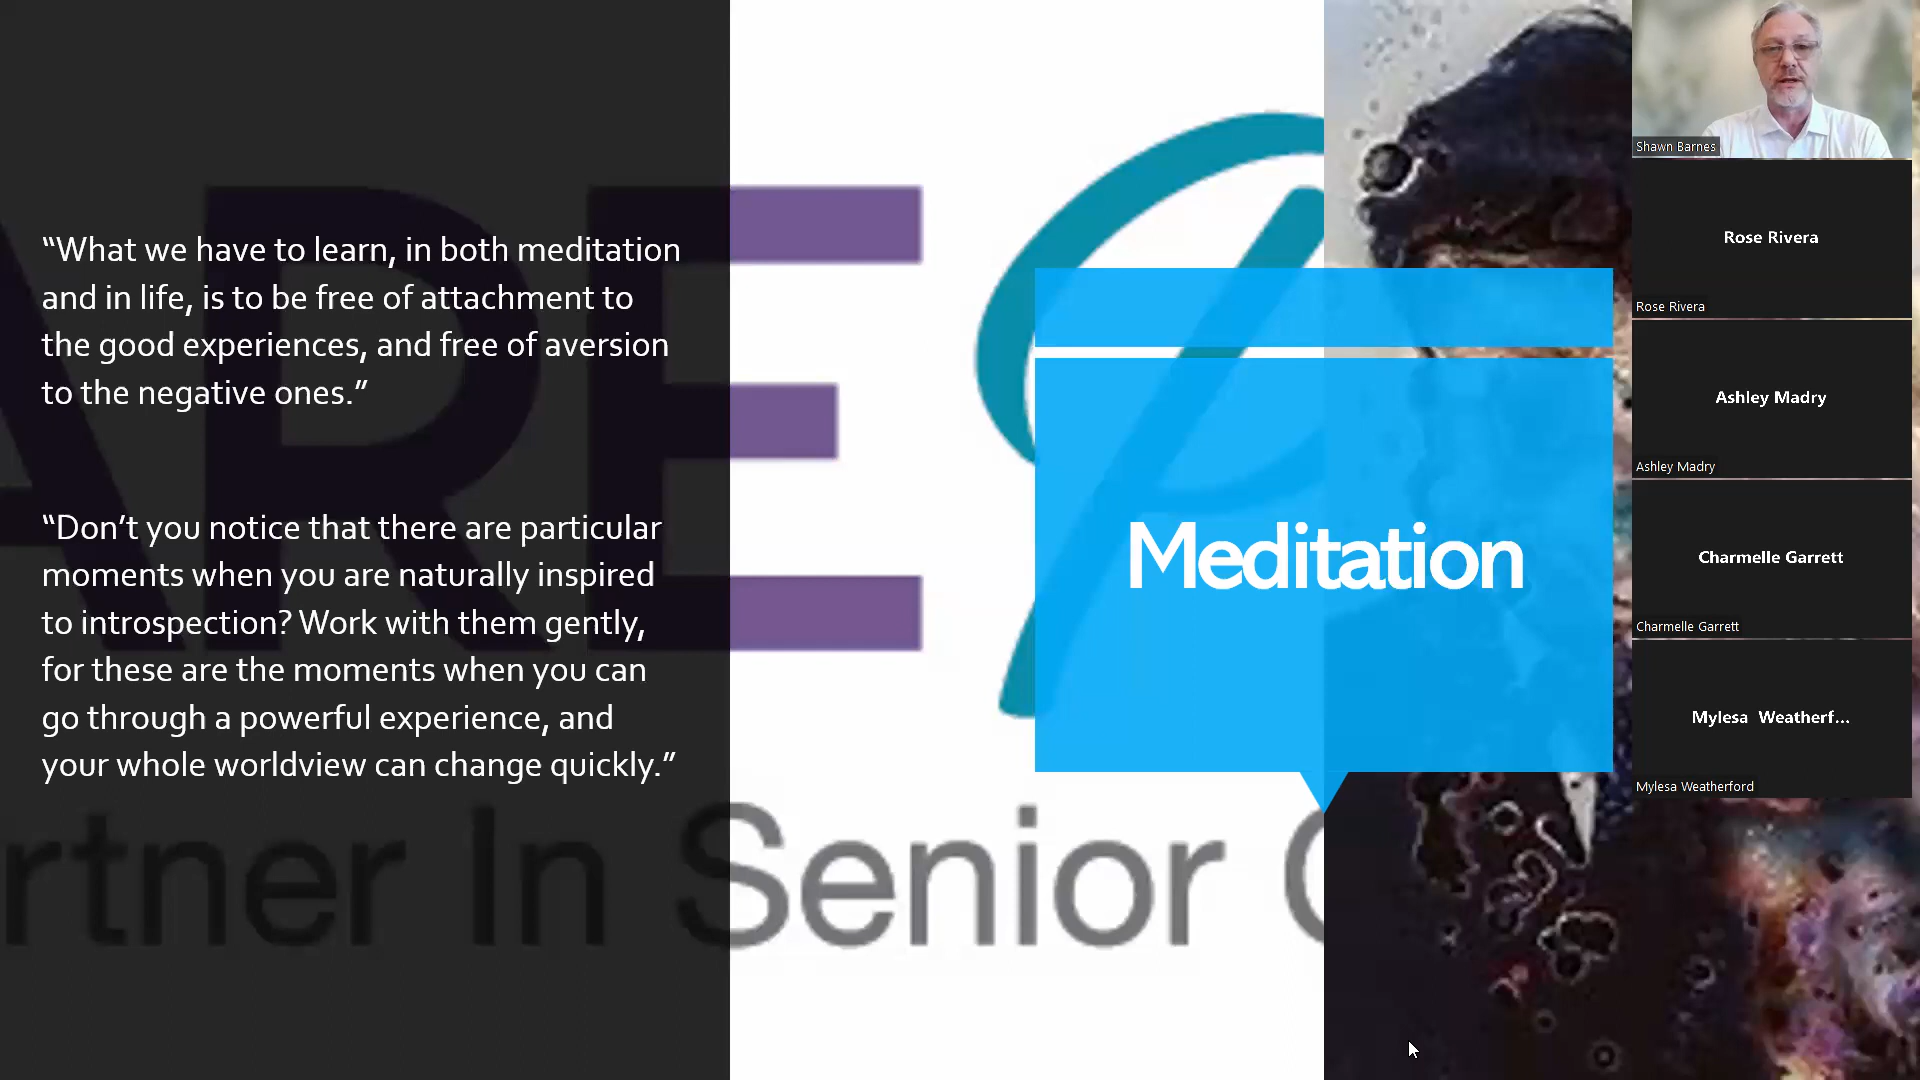 “What we have to learn, in both meditation
and in life, is to be free of attachment to
the good experiences, and free of aversion
to the negative ones.”
“Don’t you notice that there are particular
moments when you are naturally inspired
to introspection? Work with them gently,
for these are the moments when you can
go through a powerful experience, and
your whole worldview can change quickly.”
ARE
rtner In Senior C
Meditation
Shawn Barnes
Rose Rivera
Rose Rivera
Ashley Madry
Ashley Madry
Charmelle Garrett
Charmelle Garrett
Mylesa Weatherf...
Mylesa Weatherford